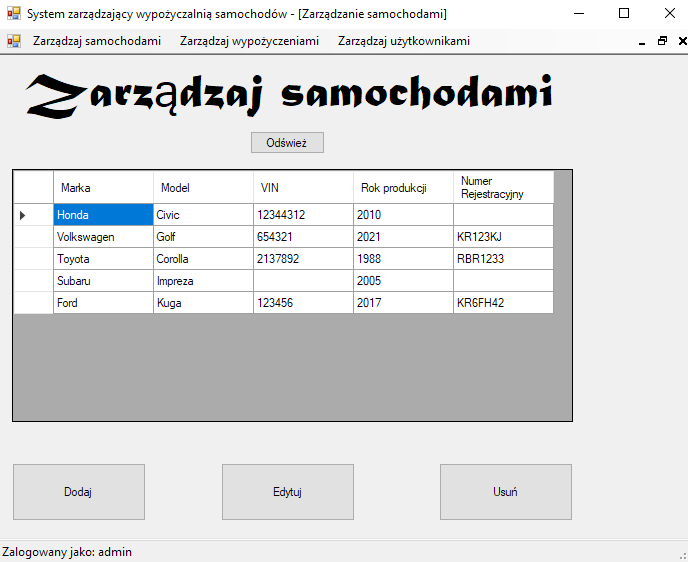 System zarządzający wypożyczalnią samochodów - [Zarządzanie samochodami]
Zarządzaj samochodami Zarządzaj wypożyczeniami Zarządzaj użytkownikami
Zarządzaj samochodami
Odśwież
Marka Model VIN Rok produkcji Numer Rejestracyjny
Honda Civic 12344312 2010
Volkswagen Golf 654321 2021 KR123KJ
Toyota Corolla 2137892 1988 RBR1233
Subaru Impreza 2005
Ford Kuga 123456 2017 KR6FH42
Dodaj Edytuj Usuń
Zalogowany jako: admin